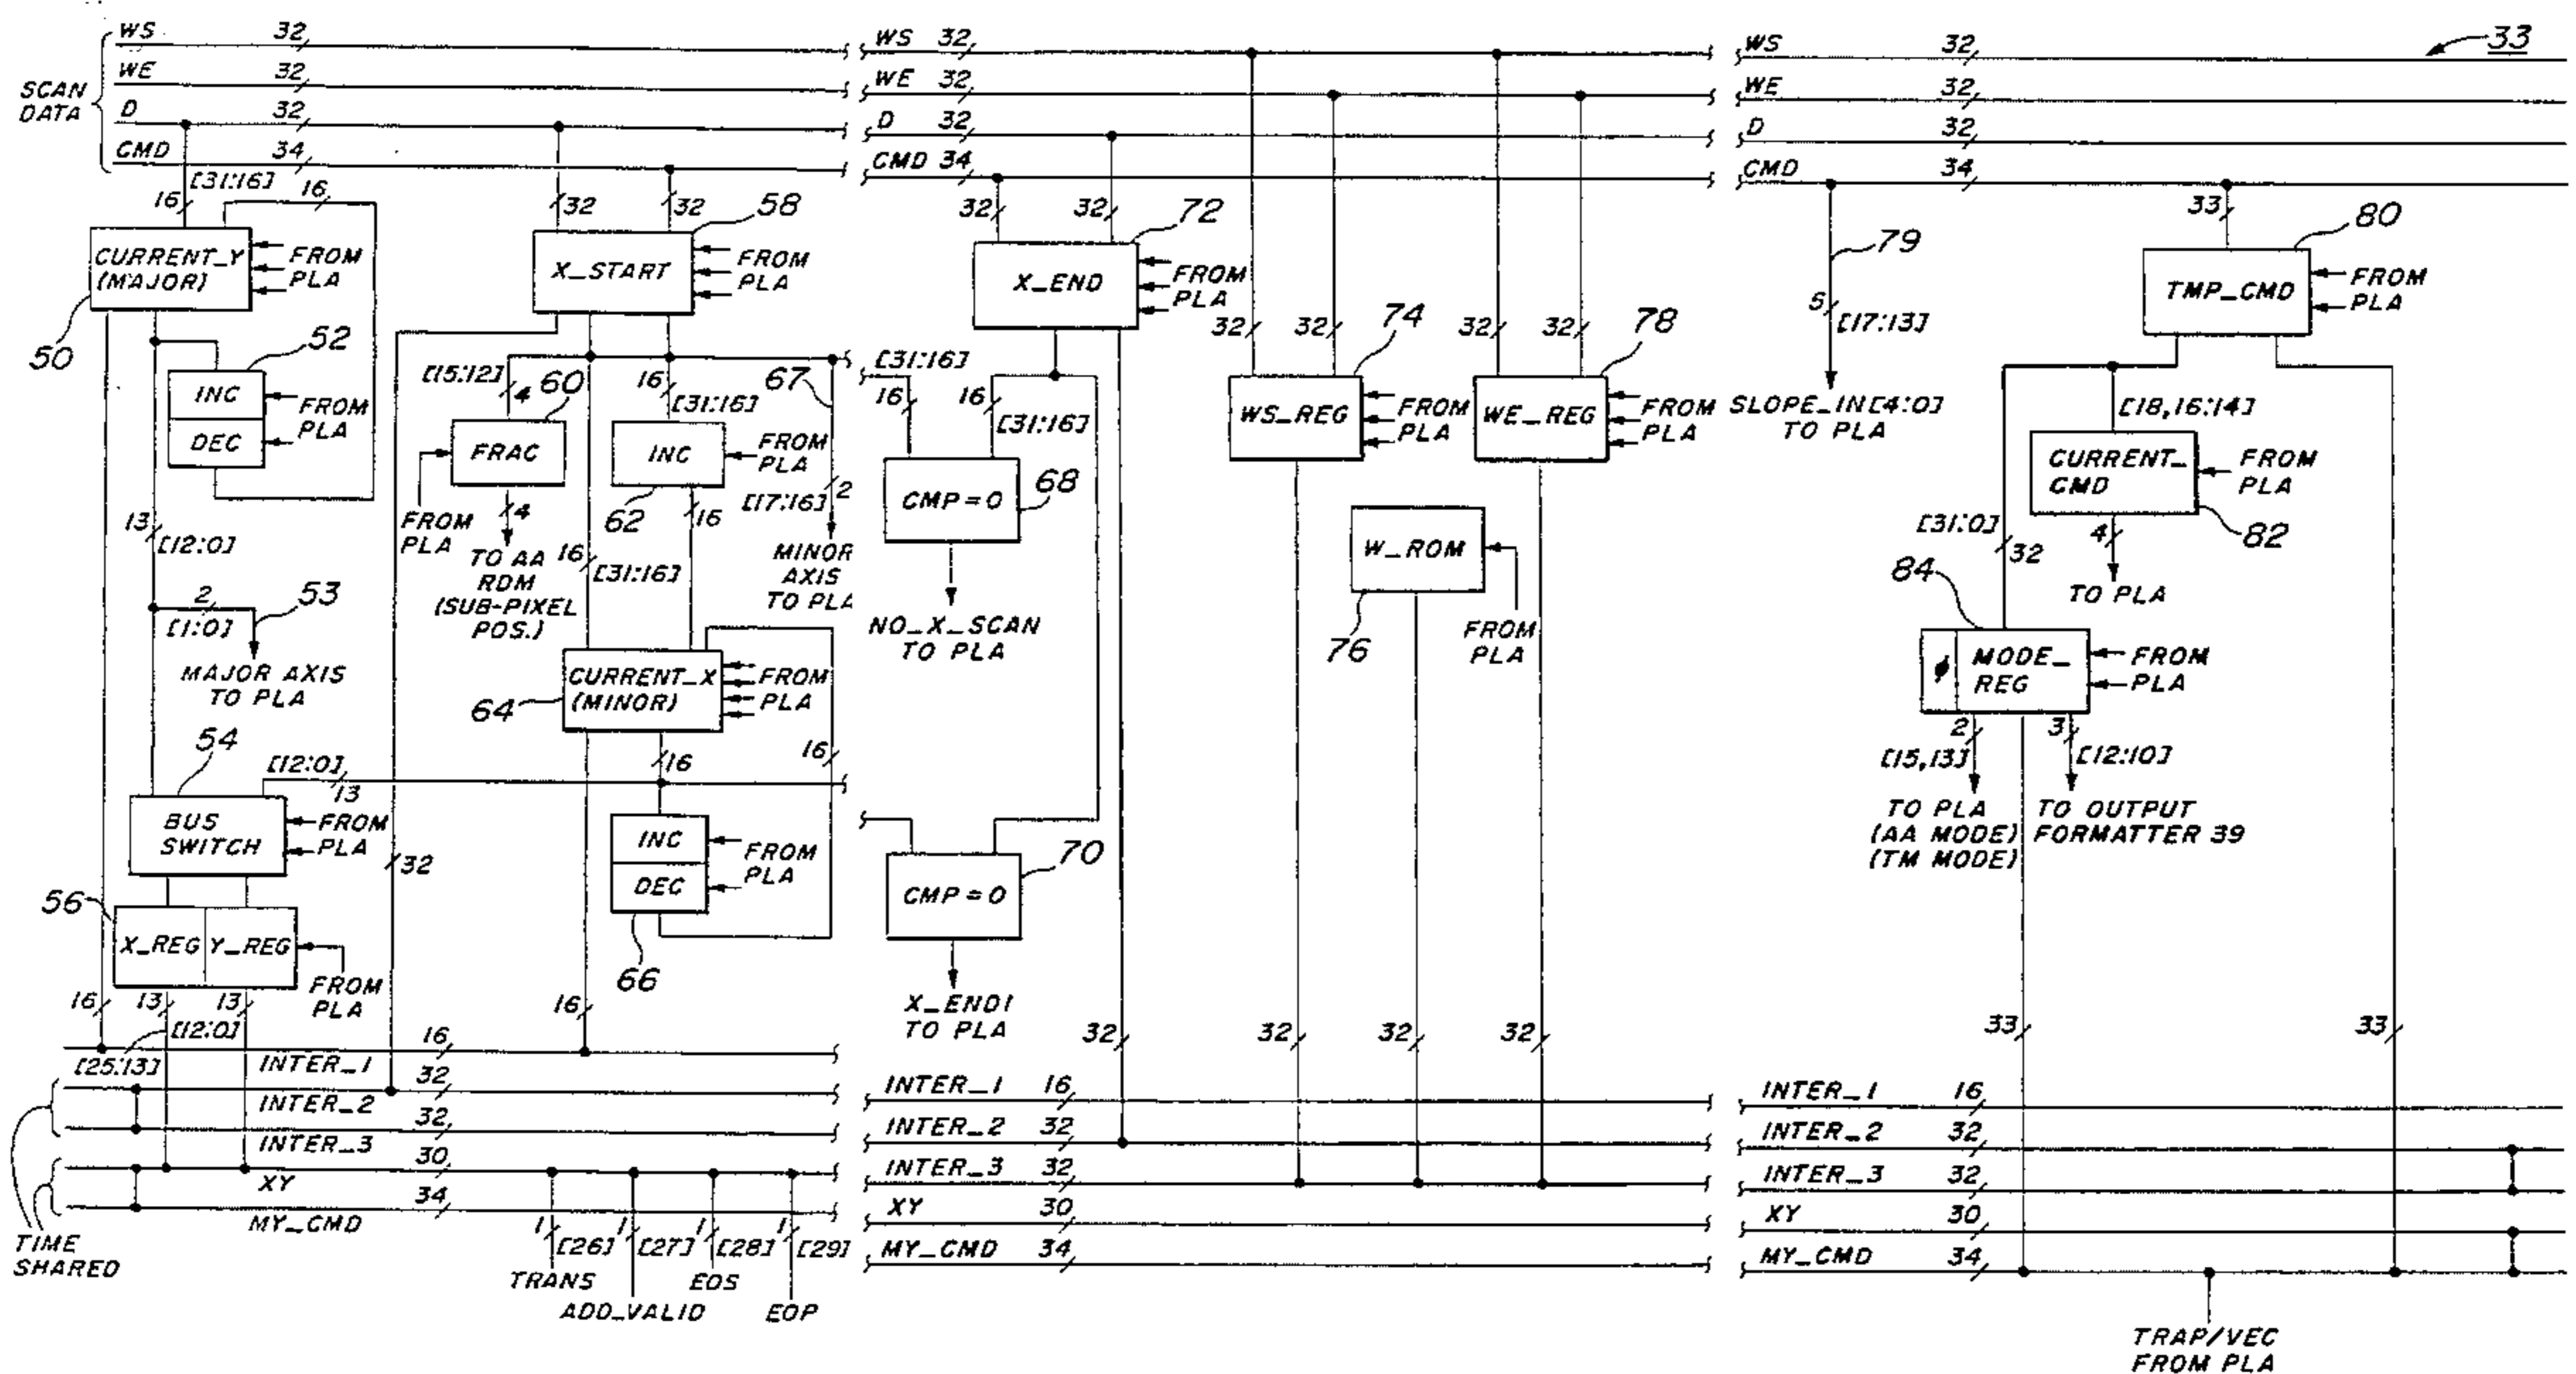 WS 32 WS 32 WS 32 33
WE 32 WE 32 WE 32
SCAN
DATA
D 32 D 32 D 32
CMD 34 CMD 34 CMD 34
[31:16]
16 16
CURRENT_Y
(MAJOR)
FROM
PLA
50
52
INC
DEC
FROM
PLA
13
[12:0]
2
[1:0]
53
MAJOR AXIS
TO PLA
54
BUS
SWITCH
FROM
PLA
56
X_REG Y_REG
FROM
PLA
16 13 13
[12:0]
[25:13]
32 32
58
X_START
FROM
PLA
[15:12]
4
60
FRAC
FROM
PLA
4
TO AA
RDM
(SUB-PIXEL
POS.)
16
[31:16]
INC
FROM
PLA
62
16
16
[31:16]
67
[17:16]
2
MINOR
AXIS
TO PLA
CURRENT_X
(MINOR)
FROM
PLA
64
16
16
[12:0]
13
INC
DEC
FROM
PLA
66
32
16
32 32
72
X_END
FROM
PLA
[31:16]
16
16
[31:16]
CMP=0
68
NO_X_SCAN
TO PLA
70
CMP=0
X_END1
TO PLA
32
32 32
74
WS_REG
FROM
PLA
32 32
78
WE_REG
FROM
PLA
W_ROM
76
FROM
PLA
32 32 32
79
5
[17:13]
SLOPE_IN[4:0]
TO PLA
33
80
TMP_CMD
FROM
PLA
[18,16:14]
CURRENT_
CMD
FROM
PLA
82
4
TO PLA
[31:0]
32
84
ϕ MODE_
REG
FROM
PLA
2
[15,13]
3
[12:10]
TO PLA
(AA MODE)
(TM MODE)
TO OUTPUT
FORMATTER 39
33 33
16
INTER_1
32
INTER_2
32
INTER_3
30
XY
34
MY_CMD
TIME
SHARED
1 [26] 1 [27] 1 [28] 1 [29]
TRANS EOS
ADD_VALID EOP
INTER_1 16 INTER_1 16
INTER_2 32 INTER_2 32
INTER_3 32 INTER_3 32
XY 30 XY 30
MY_CMD 34 MY_CMD 34
TRAP/VEC
FROM PLA